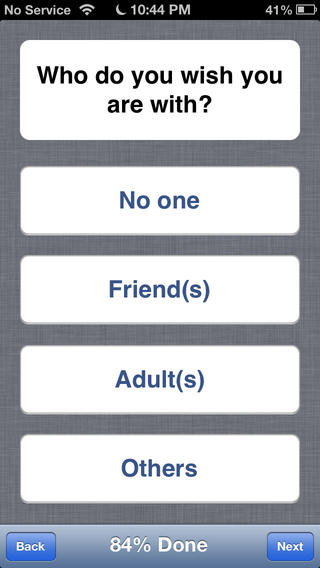 No Service 10:44 PM 41%
Who do you wish you
are with?
No one
Friend(s)
Adult(s)
Others
Back 84% Done Next